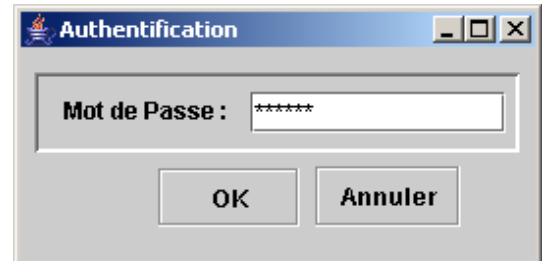 Authentification
Mot de Passe : ******
OK Annuler